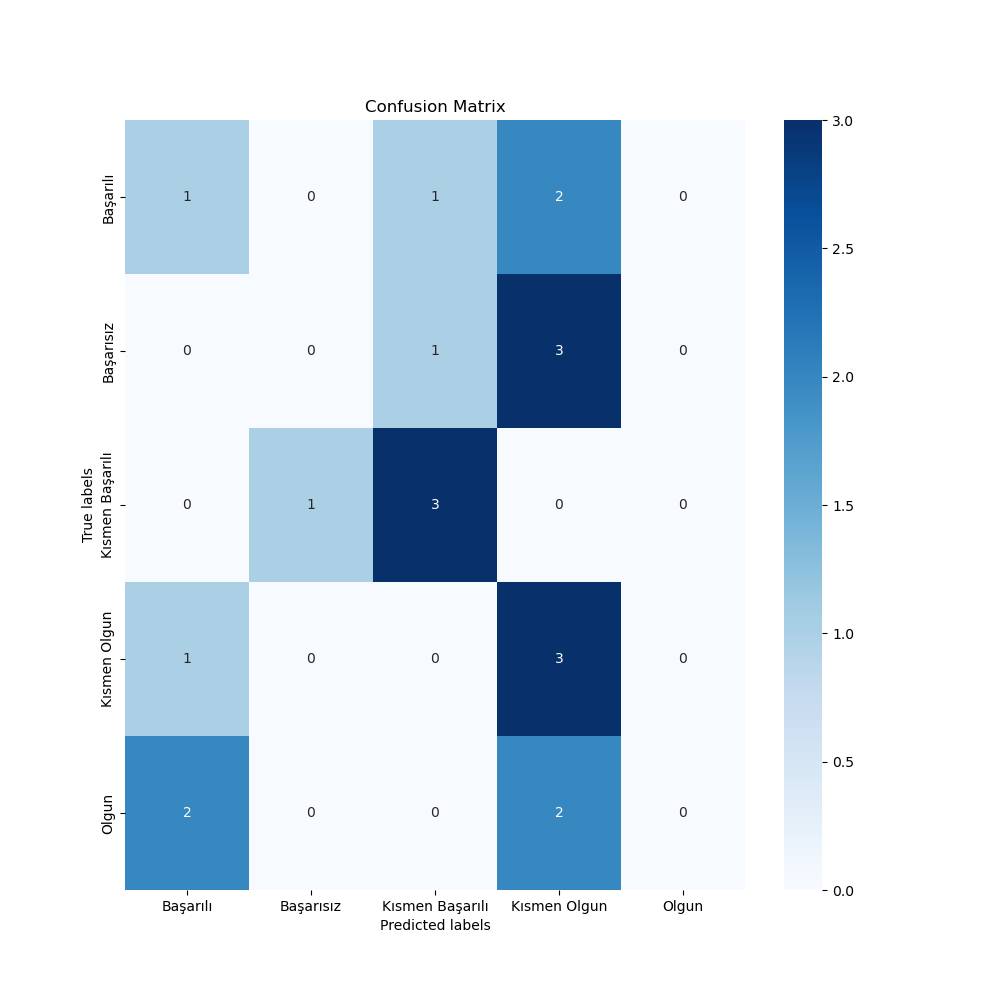 Confusion Matrix
True labels
Başarılı
1 0 1 2 0
Başarısız
0 0 1 3 0
Kısmen Başarılı
0 1 3 0 0
Kısmen Olgun
1 0 0 3 0
Olgun
2 0 0 2 0
Başarılı Başarısız Kısmen Başarılı Kısmen Olgun Olgun
Predicted labels
3.0
2.5
2.0
1.5
1.0
0.5
0.0